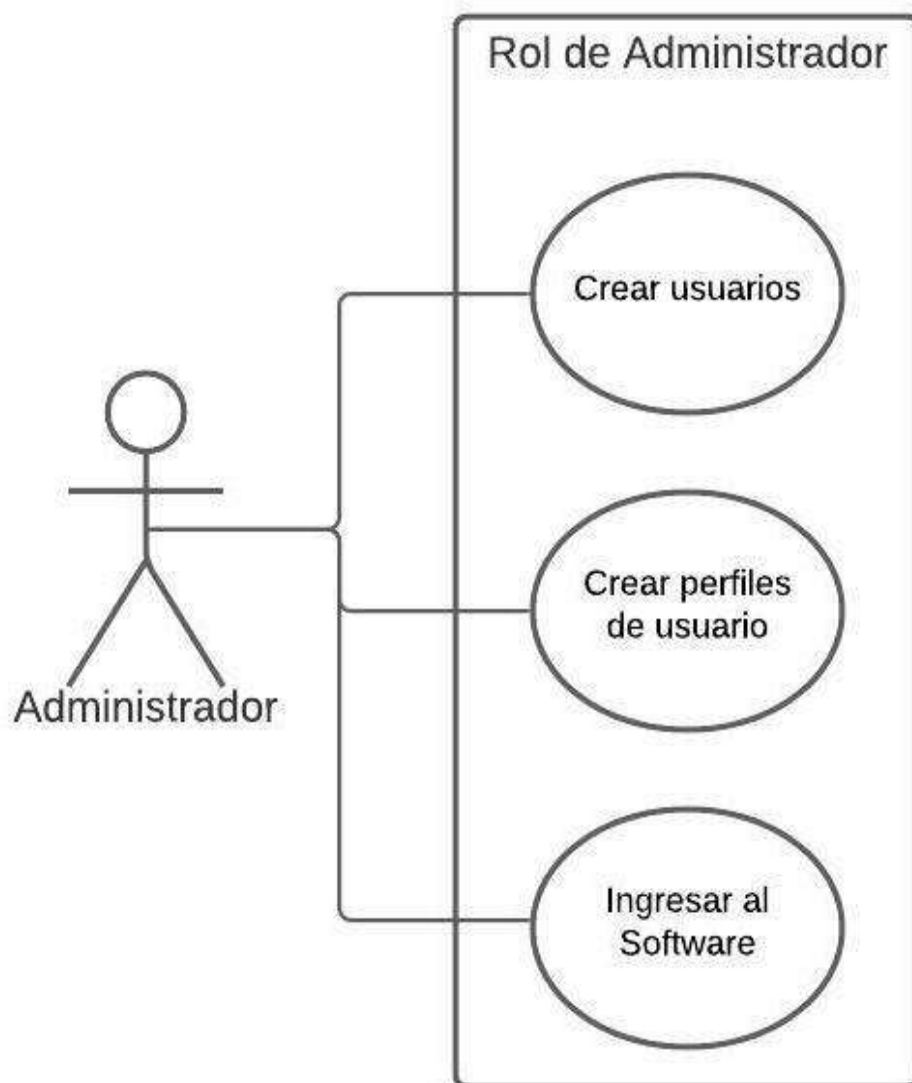 Rol de Administrador
Crear usuarios
Crear perfiles
de usuario
Administrador
Ingresar al
Software